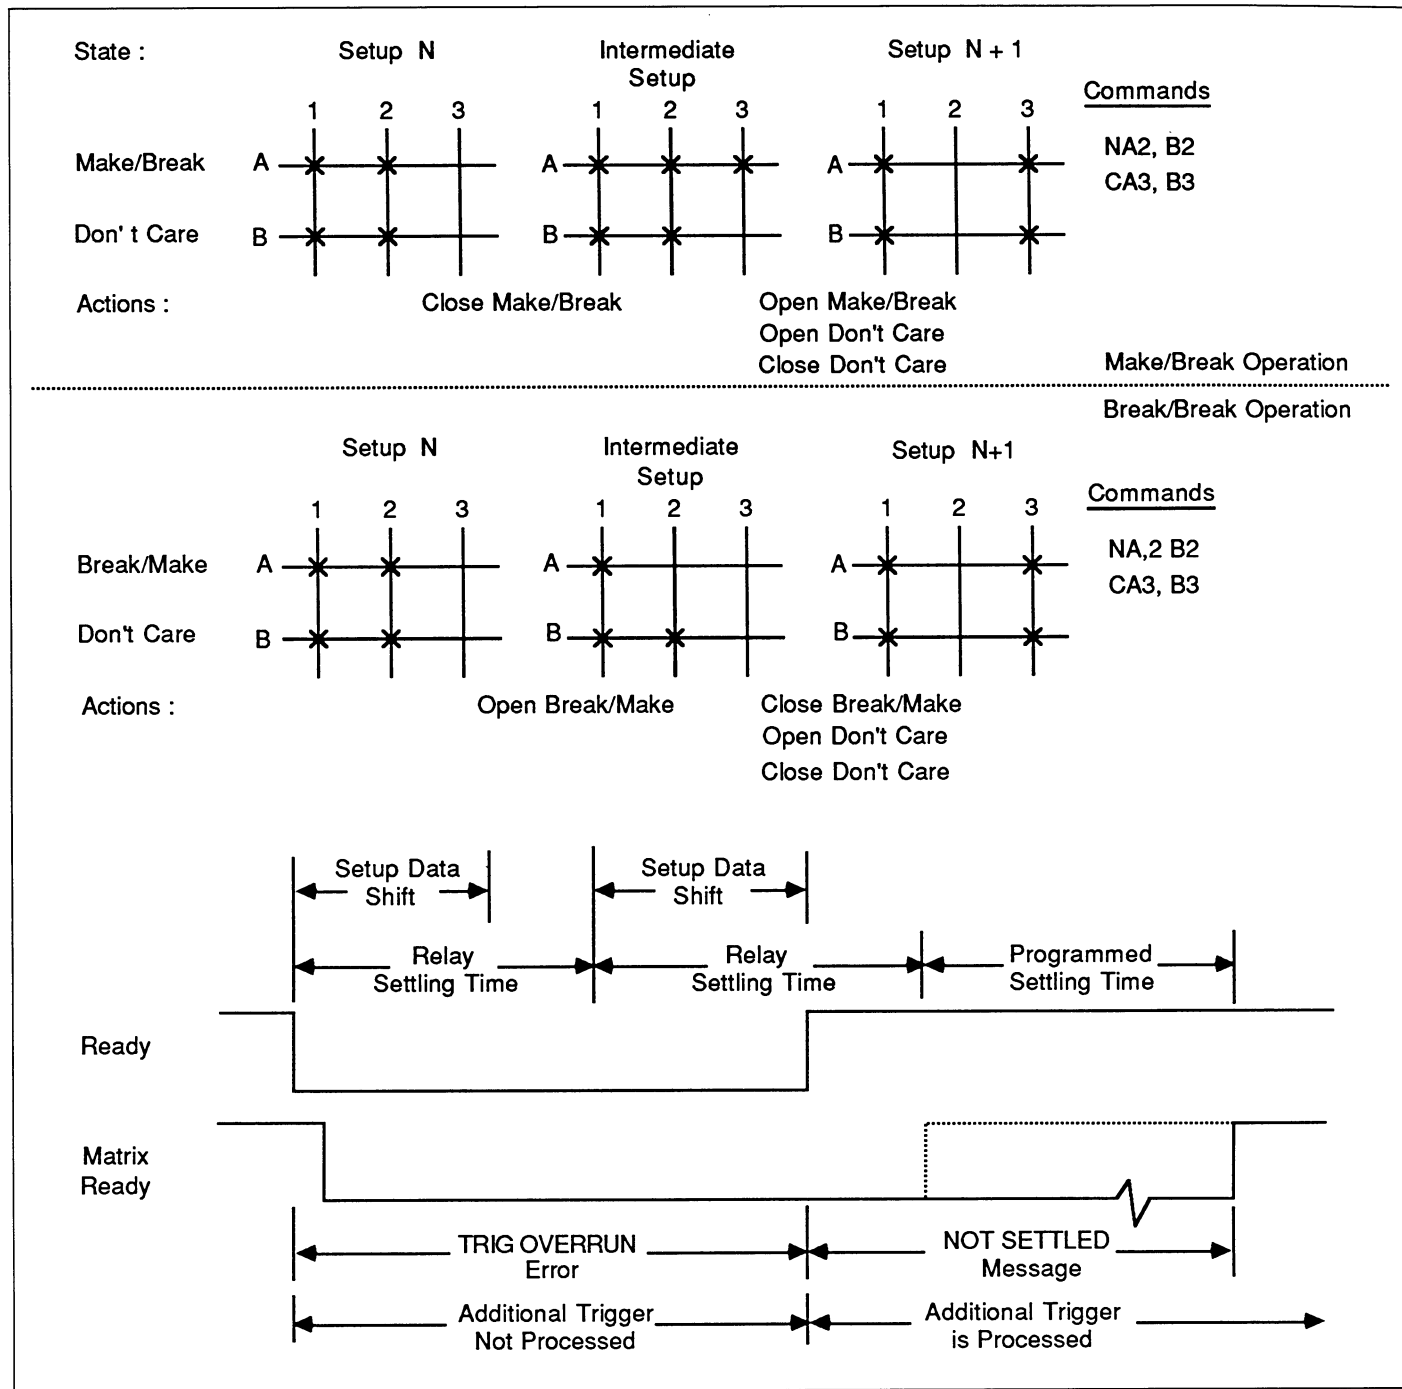 State :
Setup N
Intermediate
Setup
Setup N + 1
Commands
1 2 3
1 2 3
1 2 3
Make/Break
A
A
A
NA2, B2
CA3, B3
Don' t Care
B
B
B
Actions :
Close Make/Break
Open Make/Break
Open Don't Care
Close Don't Care
Make/Break Operation
Break/Break Operation
Setup N
Intermediate
Setup
Setup N+1
Commands
1 2 3
1 2 3
1 2 3
Break/Make
A
A
A
NA,2 B2
CA3, B3
Don't Care
B
B
B
Actions :
Open Break/Make
Close Break/Make
Open Don't Care
Close Don't Care
Setup Data
Shift
Setup Data
Shift
Relay
Settling Time
Relay
Settling Time
Programmed
Settling Time
Ready
Matrix
Ready
TRIG OVERRUN
Error
NOT SETTLED
Message
Additional Trigger
Not Processed
Additional Trigger
is Processed